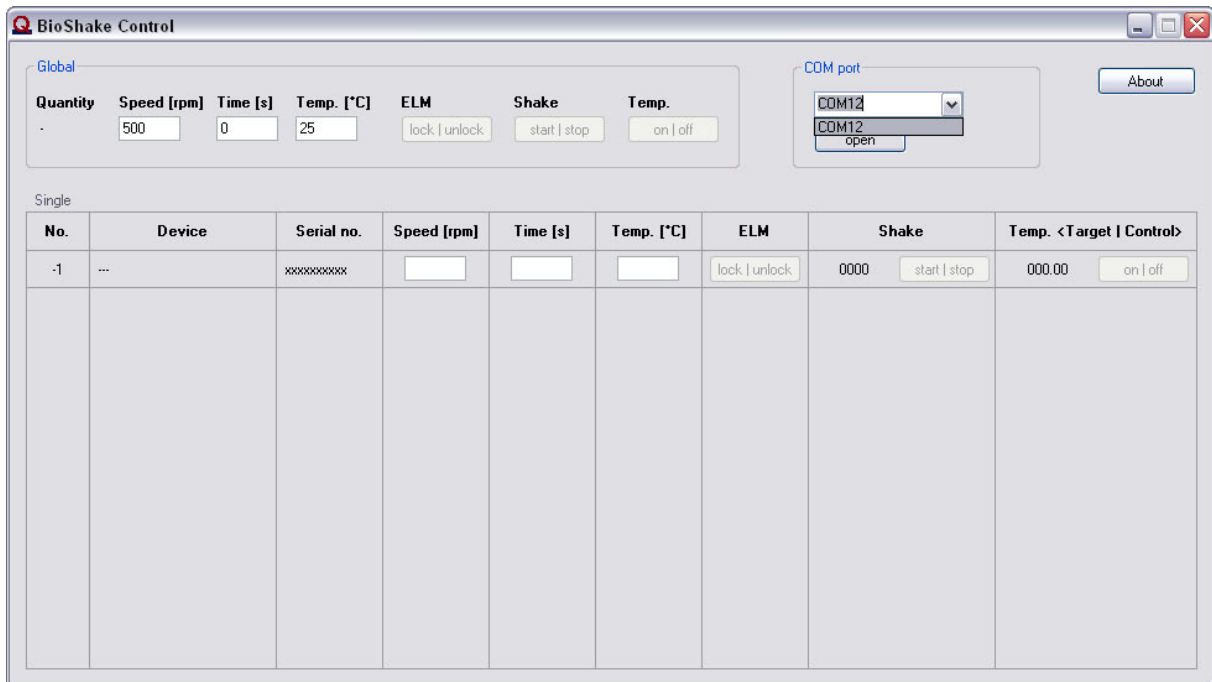 BioShake Control
Global
Quantity Speed [rpm] Time [s] Temp. [°C] ELM Shake Temp.
- 500 0 25 lock | unlock start | stop on | off
COM port
COM12
COM12
open
About
Single
No. Device Serial no. Speed [rpm] Time [s] Temp. [°C] ELM Shake Temp. <Target | Control>
-1 --- xxxxxxxxxx lock | unlock 0000 start | stop 000.00 on | off